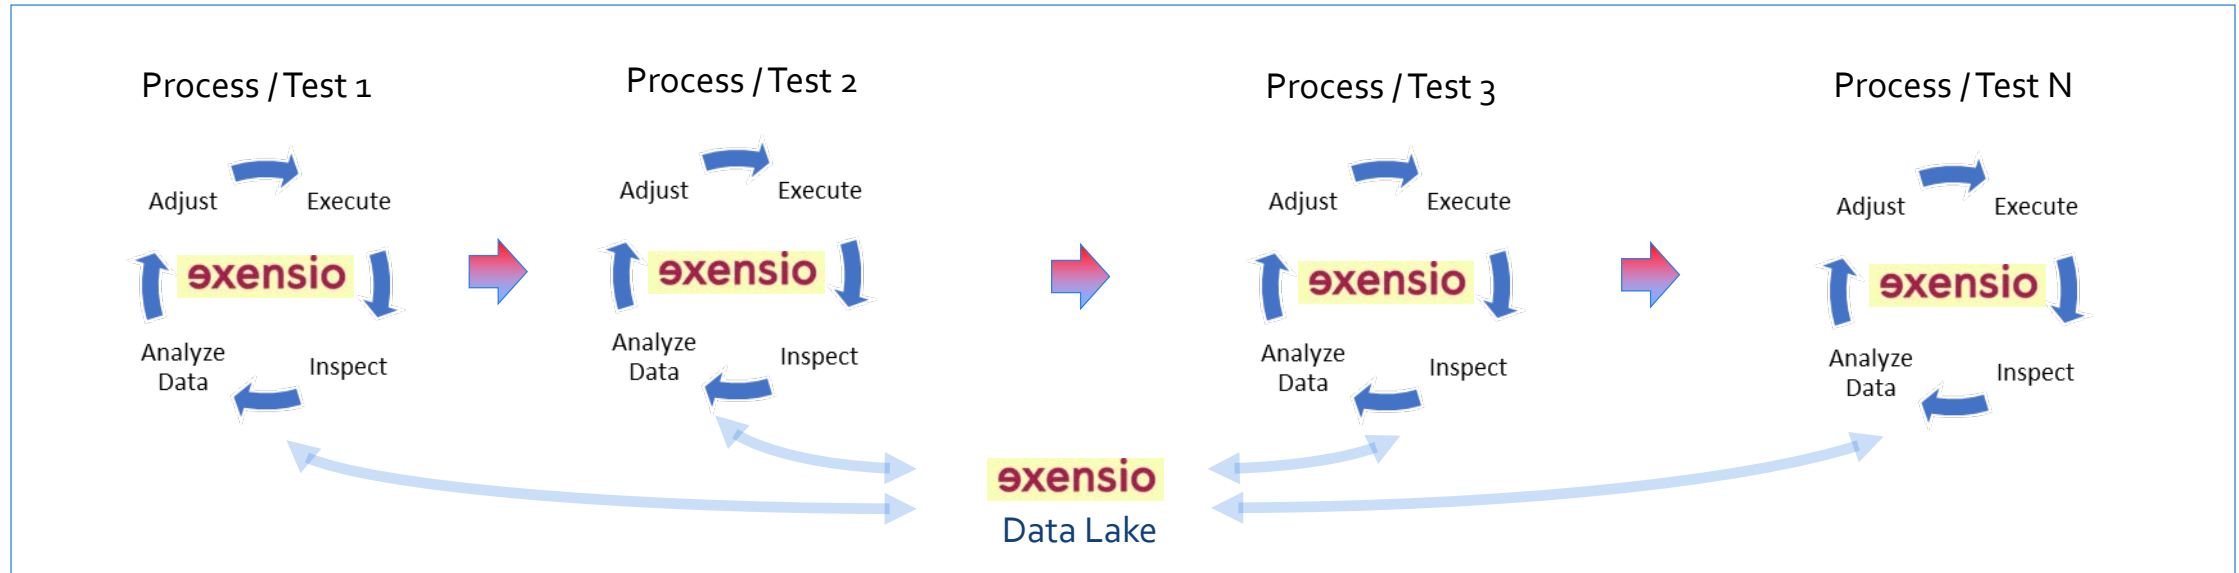 Process / Test 1
Adjust
Execute
exensio
Analyze
Data
Inspect
Process / Test 2
Adjust
Execute
exensio
Analyze
Data
Inspect
Process / Test 3
Adjust
Execute
exensio
Analyze
Data
Inspect
Process / Test N
Adjust
Execute
exensio
Analyze
Data
Inspect
exensio
Data Lake